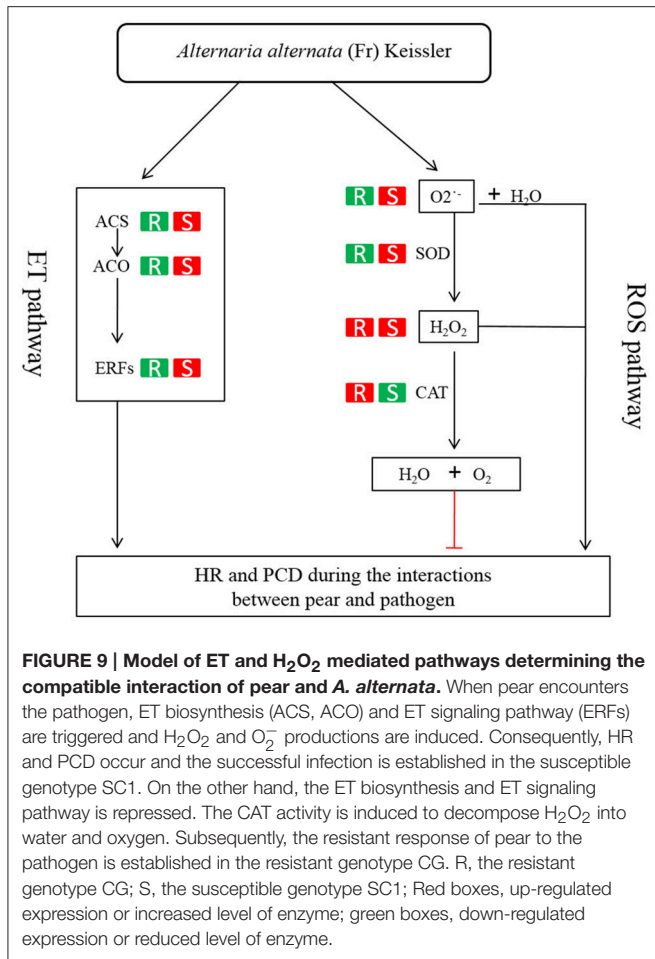 Alternaria alternata (Fr) Keissler
ET pathway
ACS R S
ACO R S
ERFs R S
R S O2·- + H₂O
R S SOD
R S H₂O₂
R S CAT
H₂O + O₂
ROS pathway
HR and PCD during the interactions
between pear and pathogen
FIGURE 9 | Model of ET and H₂O₂ mediated pathways determining the
compatible interaction of pear and A. alternata. When pear encounters
the pathogen, ET biosynthesis (ACS, ACO) and ET signaling pathway (ERFs)
are triggered and H₂O₂ and O₂⁻ productions are induced. Consequently, HR
and PCD occur and the successful infection is established in the susceptible
genotype SC1. On the other hand, the ET biosynthesis and ET signaling
pathway is repressed. The CAT activity is induced to decompose H₂O₂ into
water and oxygen. Subsequently, the resistant response of pear to the
pathogen is established in the resistant genotype CG. R, the resistant
genotype CG; S, the susceptible genotype SC1; Red boxes, up-regulated
expression or increased level of enzyme; green boxes, down-regulated
expression or reduced level of enzyme.